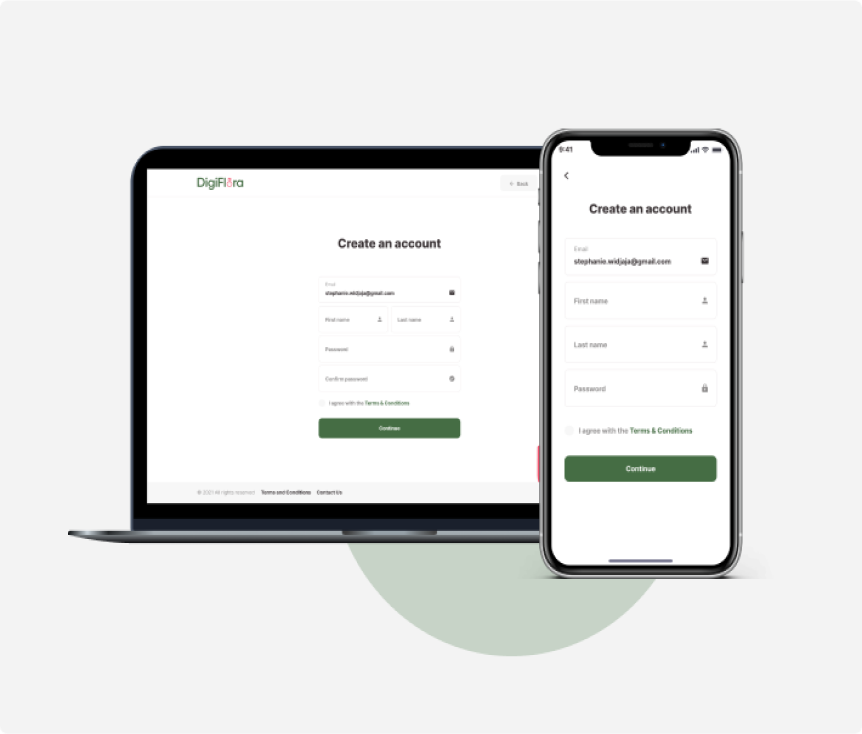 DigiFlora
Back
Create an account
Email
stephanie.widjaja@gmail.com
First name
Last name
Password
Confirm password
I agree with the Terms & Conditions
Continue
© 2021 All rights reserved
Terms and Conditions
Contact Us
9:41
Create an account
Email
stephanie.widjaja@gmail.com
First name
Last name
Password
I agree with the Terms & Conditions
Continue